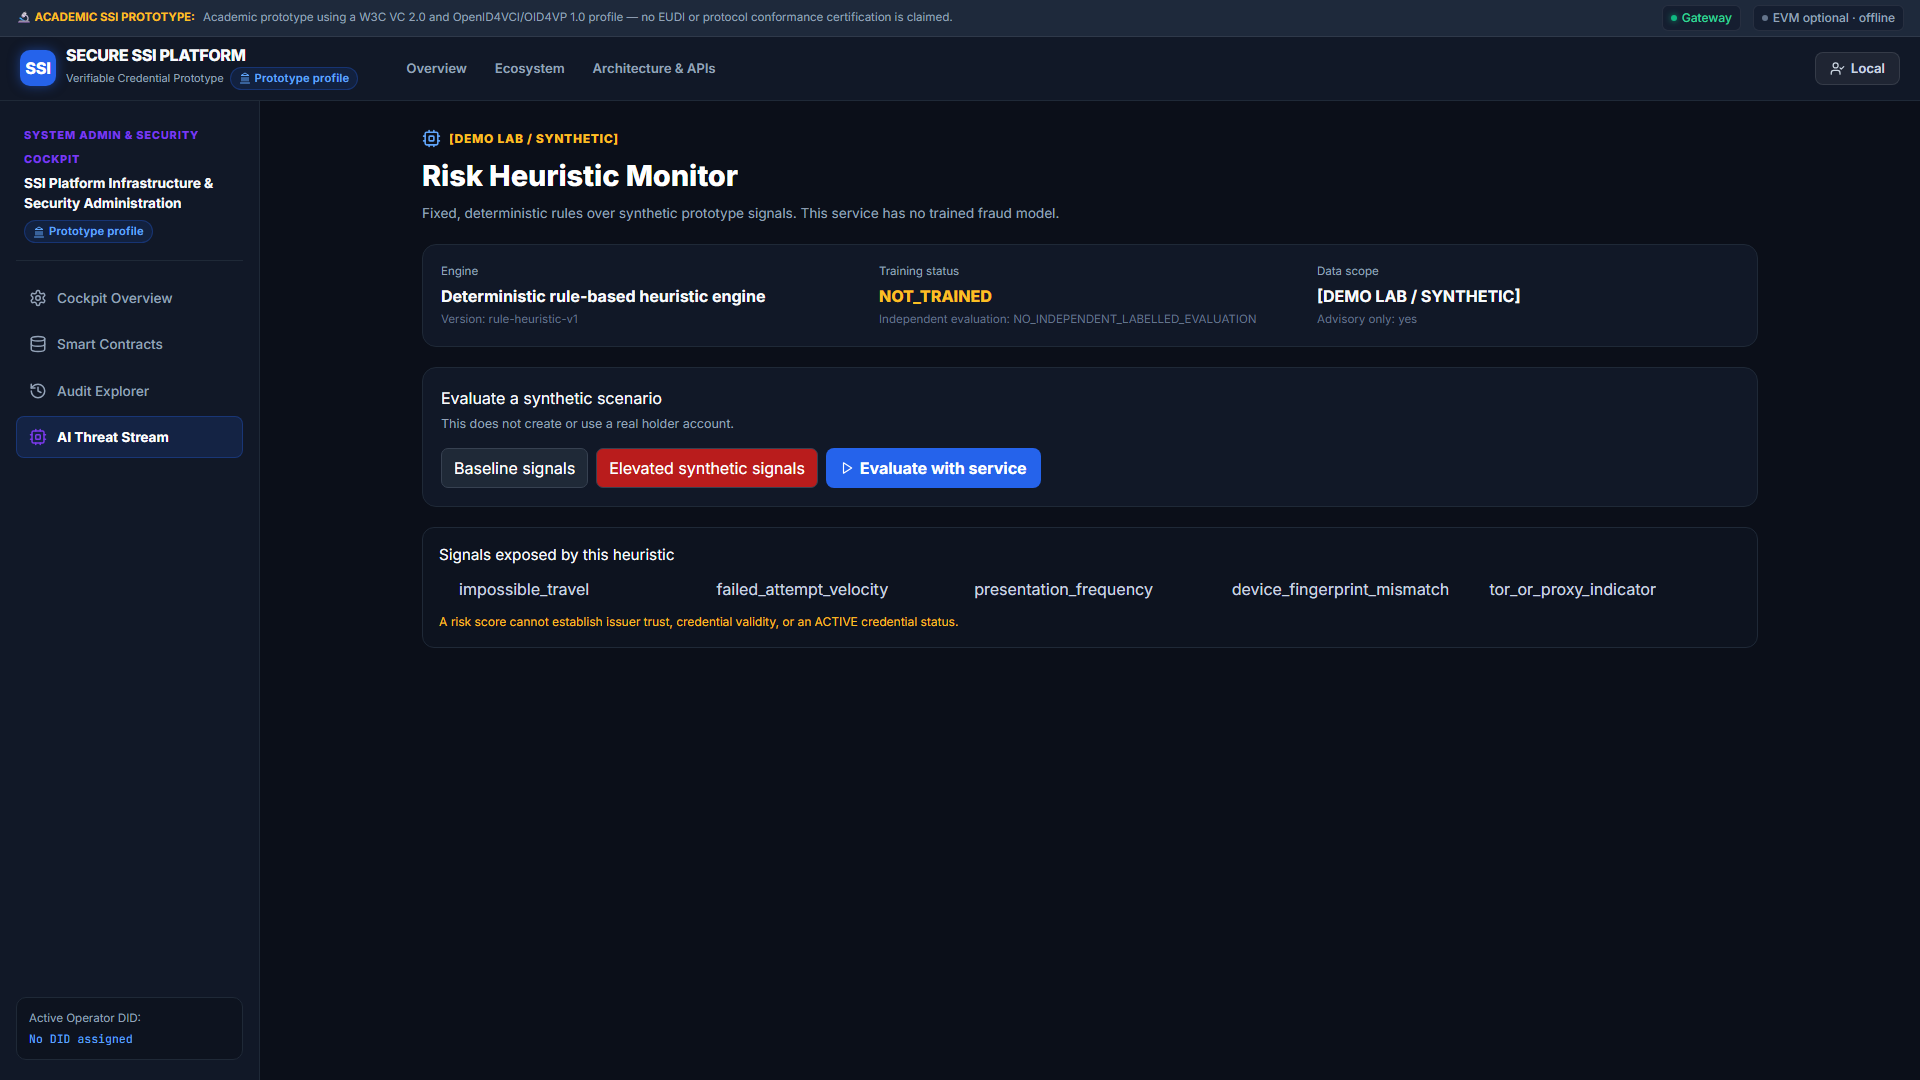 ACADEMIC SSI PROTOTYPE: Academic prototype using a W3C VC 2.0 and OpenID4VCI/OID4VP 1.0 profile — no EUDI or protocol conformance certification is claimed.
Gateway
EVM optional · offline
SSI
SECURE SSI PLATFORM
Verifiable Credential Prototype
Prototype profile
Overview
Ecosystem
Architecture & APIs
Local
SYSTEM ADMIN & SECURITY
COCKPIT
SSI Platform Infrastructure &
Security Administration
Prototype profile
Cockpit Overview
Smart Contracts
Audit Explorer
AI Threat Stream
Active Operator DID:
No DID assigned
[DEMO LAB / SYNTHETIC]
Risk Heuristic Monitor
Fixed, deterministic rules over synthetic prototype signals. This service has no trained fraud model.
Engine
Deterministic rule-based heuristic engine
Version: rule-heuristic-v1
Training status
NOT_TRAINED
Independent evaluation: NO_INDEPENDENT_LABELLED_EVALUATION
Data scope
[DEMO LAB / SYNTHETIC]
Advisory only: yes
Evaluate a synthetic scenario
This does not create or use a real holder account.
Baseline signals
Elevated synthetic signals
Evaluate with service
Signals exposed by this heuristic
impossible_travel
failed_attempt_velocity
presentation_frequency
device_fingerprint_mismatch
tor_or_proxy_indicator
A risk score cannot establish issuer trust, credential validity, or an ACTIVE credential status.